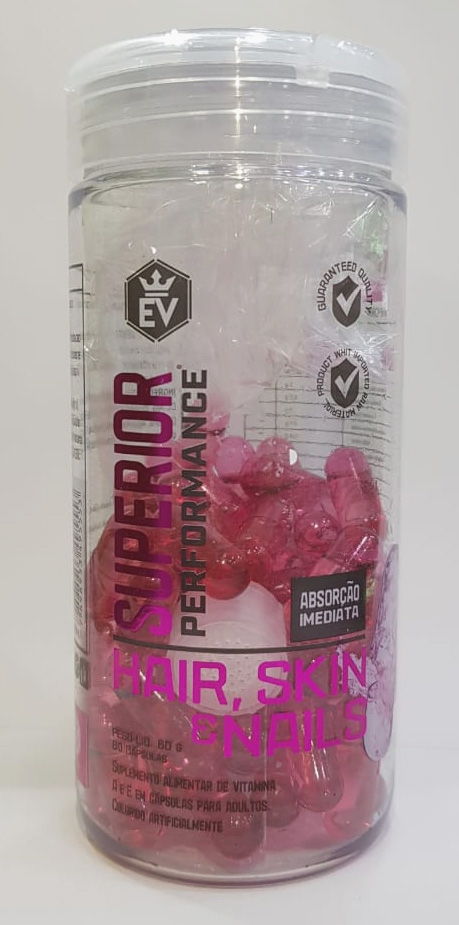 EV
GUARANTEED QUALITY
PRODUCT WHIT IMPORTED RAW MATERIAL
SUPERIOR
PERFORMANCE
ABSORÇÃO
IMEDIATA
HAIR, SKIN
& NAILS
PESO LIQ. 60 G
60 CÁPSULAS
SUPLEMENTO ALIMENTAR DE VITAMINA
A E E EM CÁPSULAS PARA ADULTOS.
COLORIDO ARTIFICIALMENTE